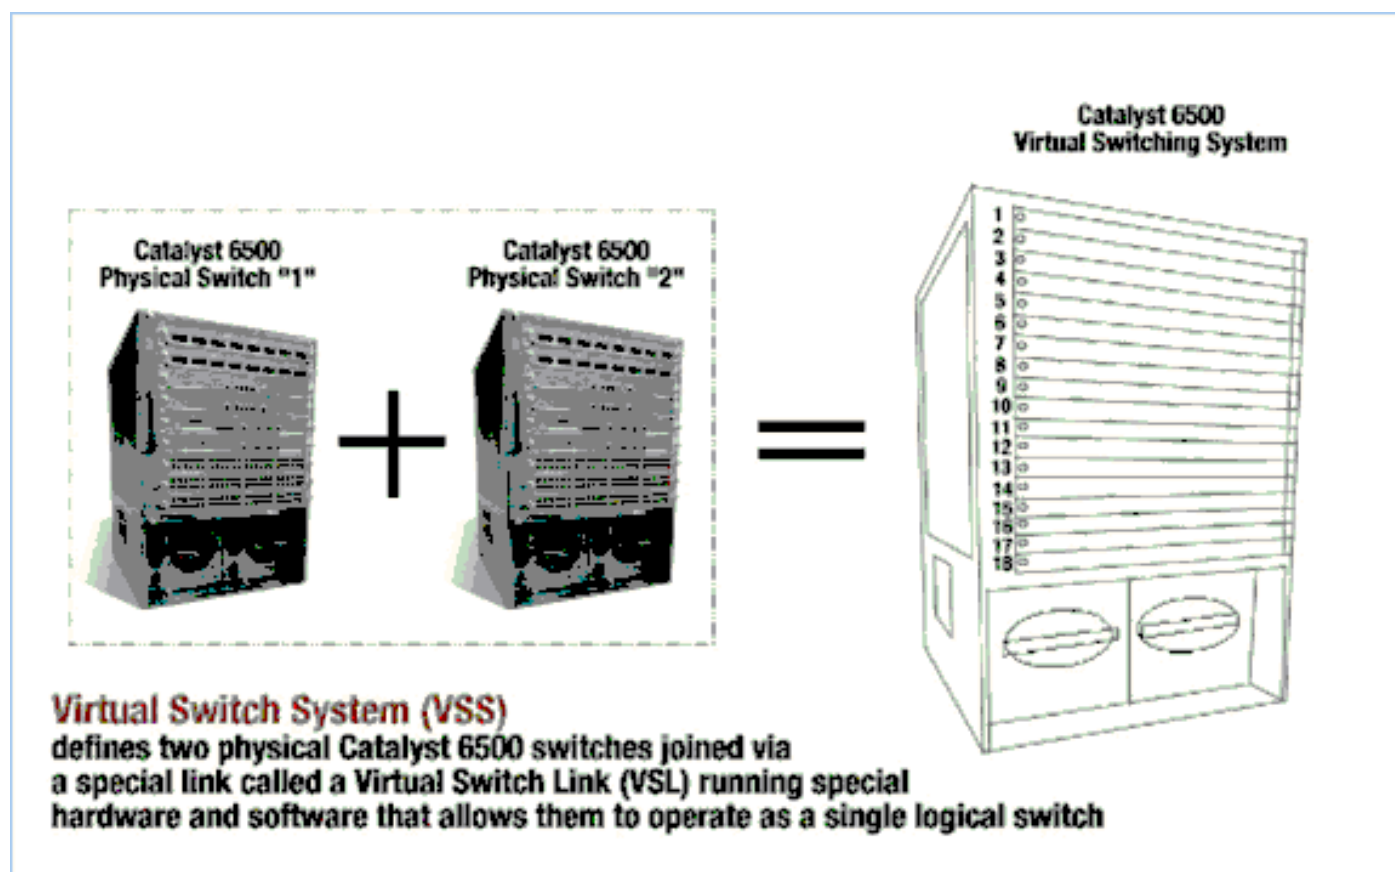 Catalyst 6500
Virtual Switching System
Catalyst 6500
Physical Switch "1"
Catalyst 6500
Physical Switch "2"
1
2
3
4
5
6
7
8
9
10
11
12
13
14
15
16
17
18
Virtual Switch System (VSS)
defines two physical Catalyst 6500 switches joined via
a special link called a Virtual Switch Link (VSL) running special
hardware and software that allows them to operate as a single logical switch